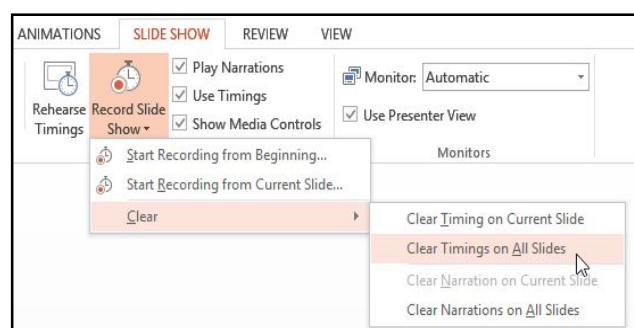 ANIMATIONS SLIDE SHOW REVIEW VIEW
Rehearse Timings
Record Slide Show
Play Narrations
Use Timings
Show Media Controls
Monitor: Automatic
Use Presenter View
Monitors
Start Recording from Beginning...
Start Recording from Current Slide...
Clear
Clear Timing on Current Slide
Clear Timings on All Slides
Clear Narration on Current Slide
Clear Narrations on All Slides